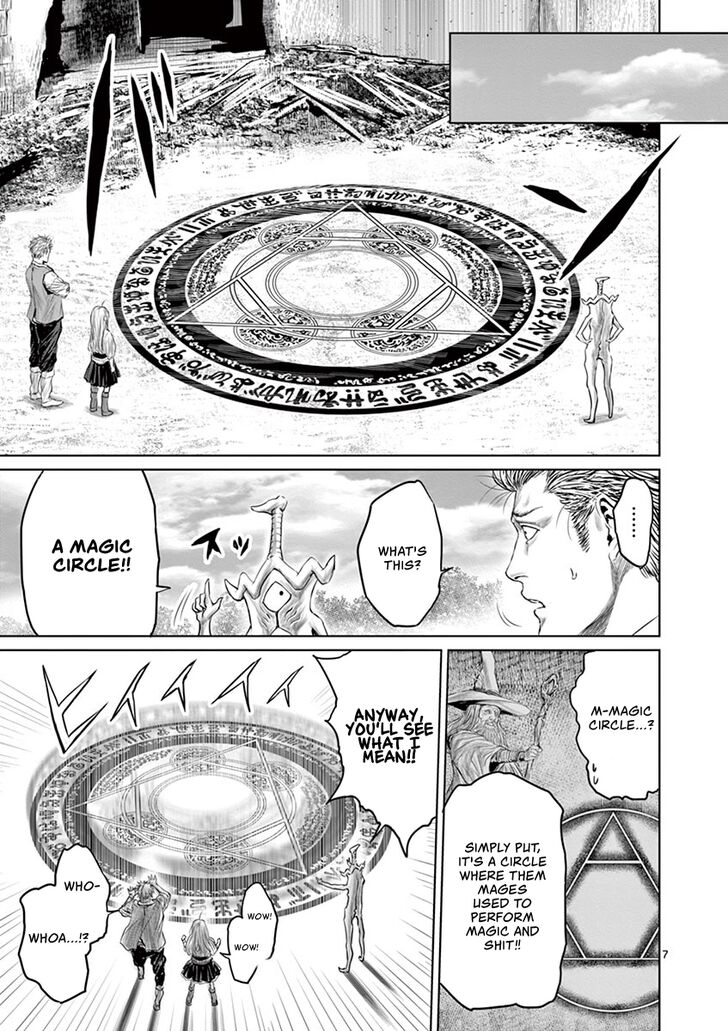 .......
WHAT'S
THIS?
A MAGIC
CIRCLE!!
M-MAGIC
CIRCLE...?
SIMPLY PUT,
IT'S A CIRCLE
WHERE THEM
MAGES
USED TO
PERFORM
MAGIC AND
SHIT!!
ANYWAY,
YOU'LL SEE
WHAT I
MEAN!!
WOW!
WOW!
WHO-
WHOA...!?
7